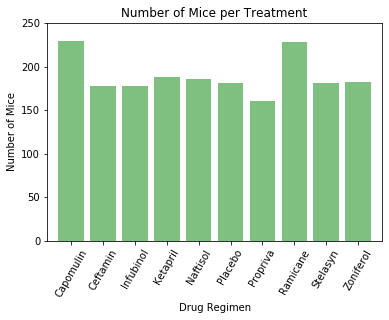 Number of Mice per Treatment
250
200
150
100
50
0
Number of Mice
Capomulin
Ceftamin
Infubinol
Ketapril
Naftisol
Placebo
Propriva
Ramicane
Stelasyn
Zoniferol
Drug Regimen